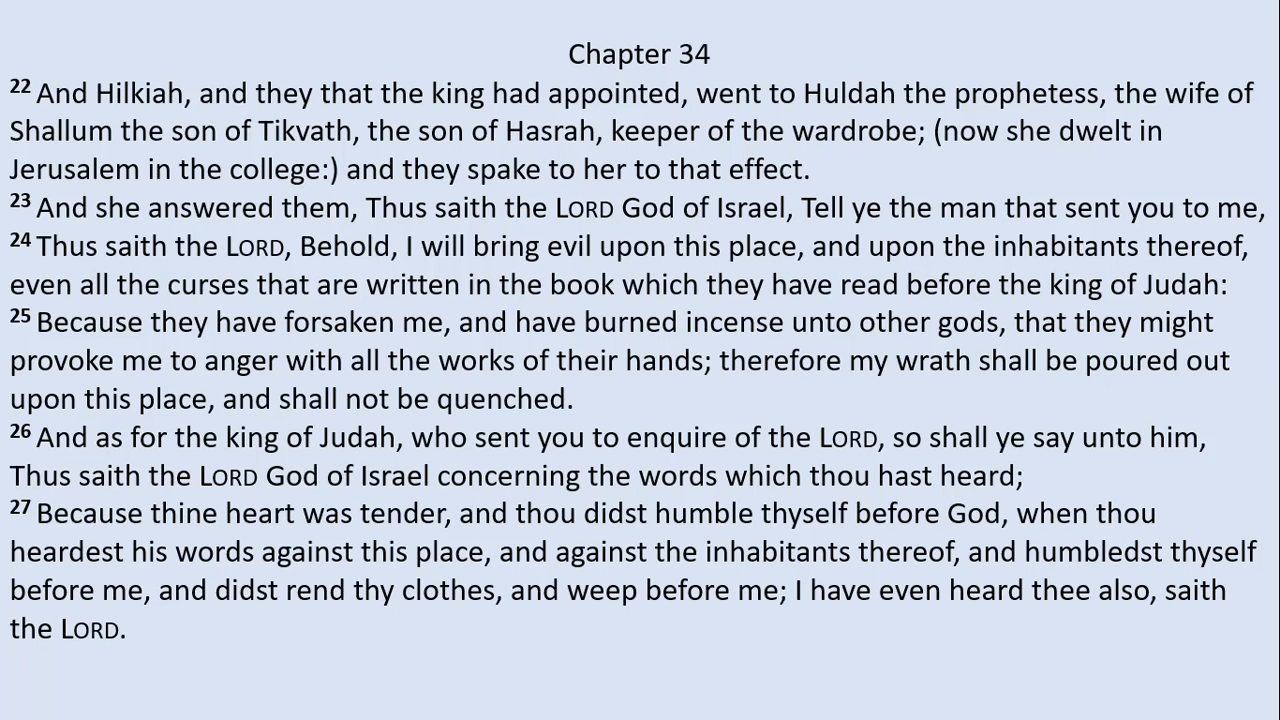 Chapter 34
22 And Hilkiah, and they that the king had appointed, went to Huldah the prophetess, the wife of
Shallum the son of Tikvath, the son of Hasrah, keeper of the wardrobe; (now she dwelt in
Jerusalem in the college:) and they spake to her to that effect.
23 And she answered them, Thus saith the LORD God of Israel, Tell ye the man that sent you to me,
24 Thus saith the LORD, Behold, I will bring evil upon this place, and upon the inhabitants thereof,
even all the curses that are written in the book which they have read before the king of Judah:
25 Because they have forsaken me, and have burned incense unto other gods, that they might
provoke me to anger with all the works of their hands; therefore my wrath shall be poured out
upon this place, and shall not be quenched.
26 And as for the king of Judah, who sent you to enquire of the LORD, so shall ye say unto him,
Thus saith the LORD God of Israel concerning the words which thou hast heard;
27 Because thine heart was tender, and thou didst humble thyself before God, when thou
heardest his words against this place, and against the inhabitants thereof, and humbledst thyself
before me, and didst rend thy clothes, and weep before me; I have even heard thee also, saith
the LORD.